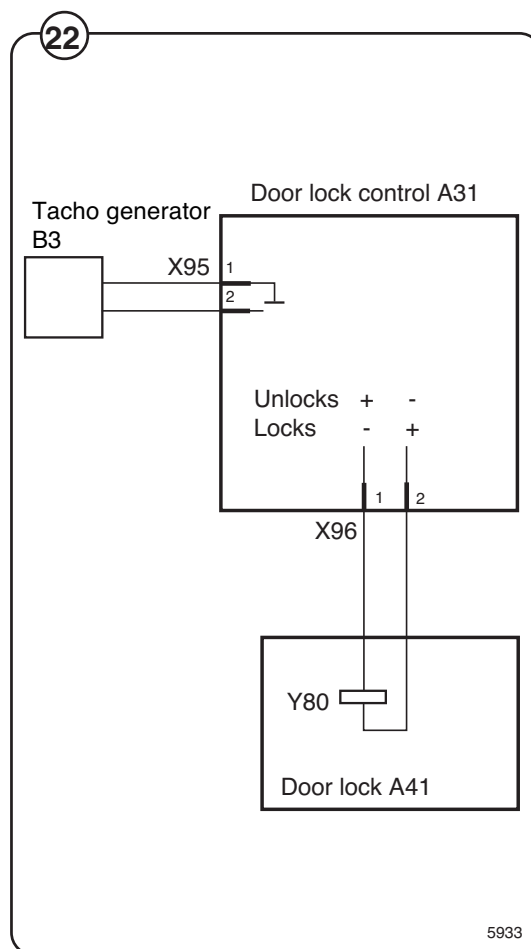 22
Door lock control A31
Tacho generator
B3
X95
1
2
Unlocks + -
Locks - +
1 2
X96
Y80
Door lock A41
5933